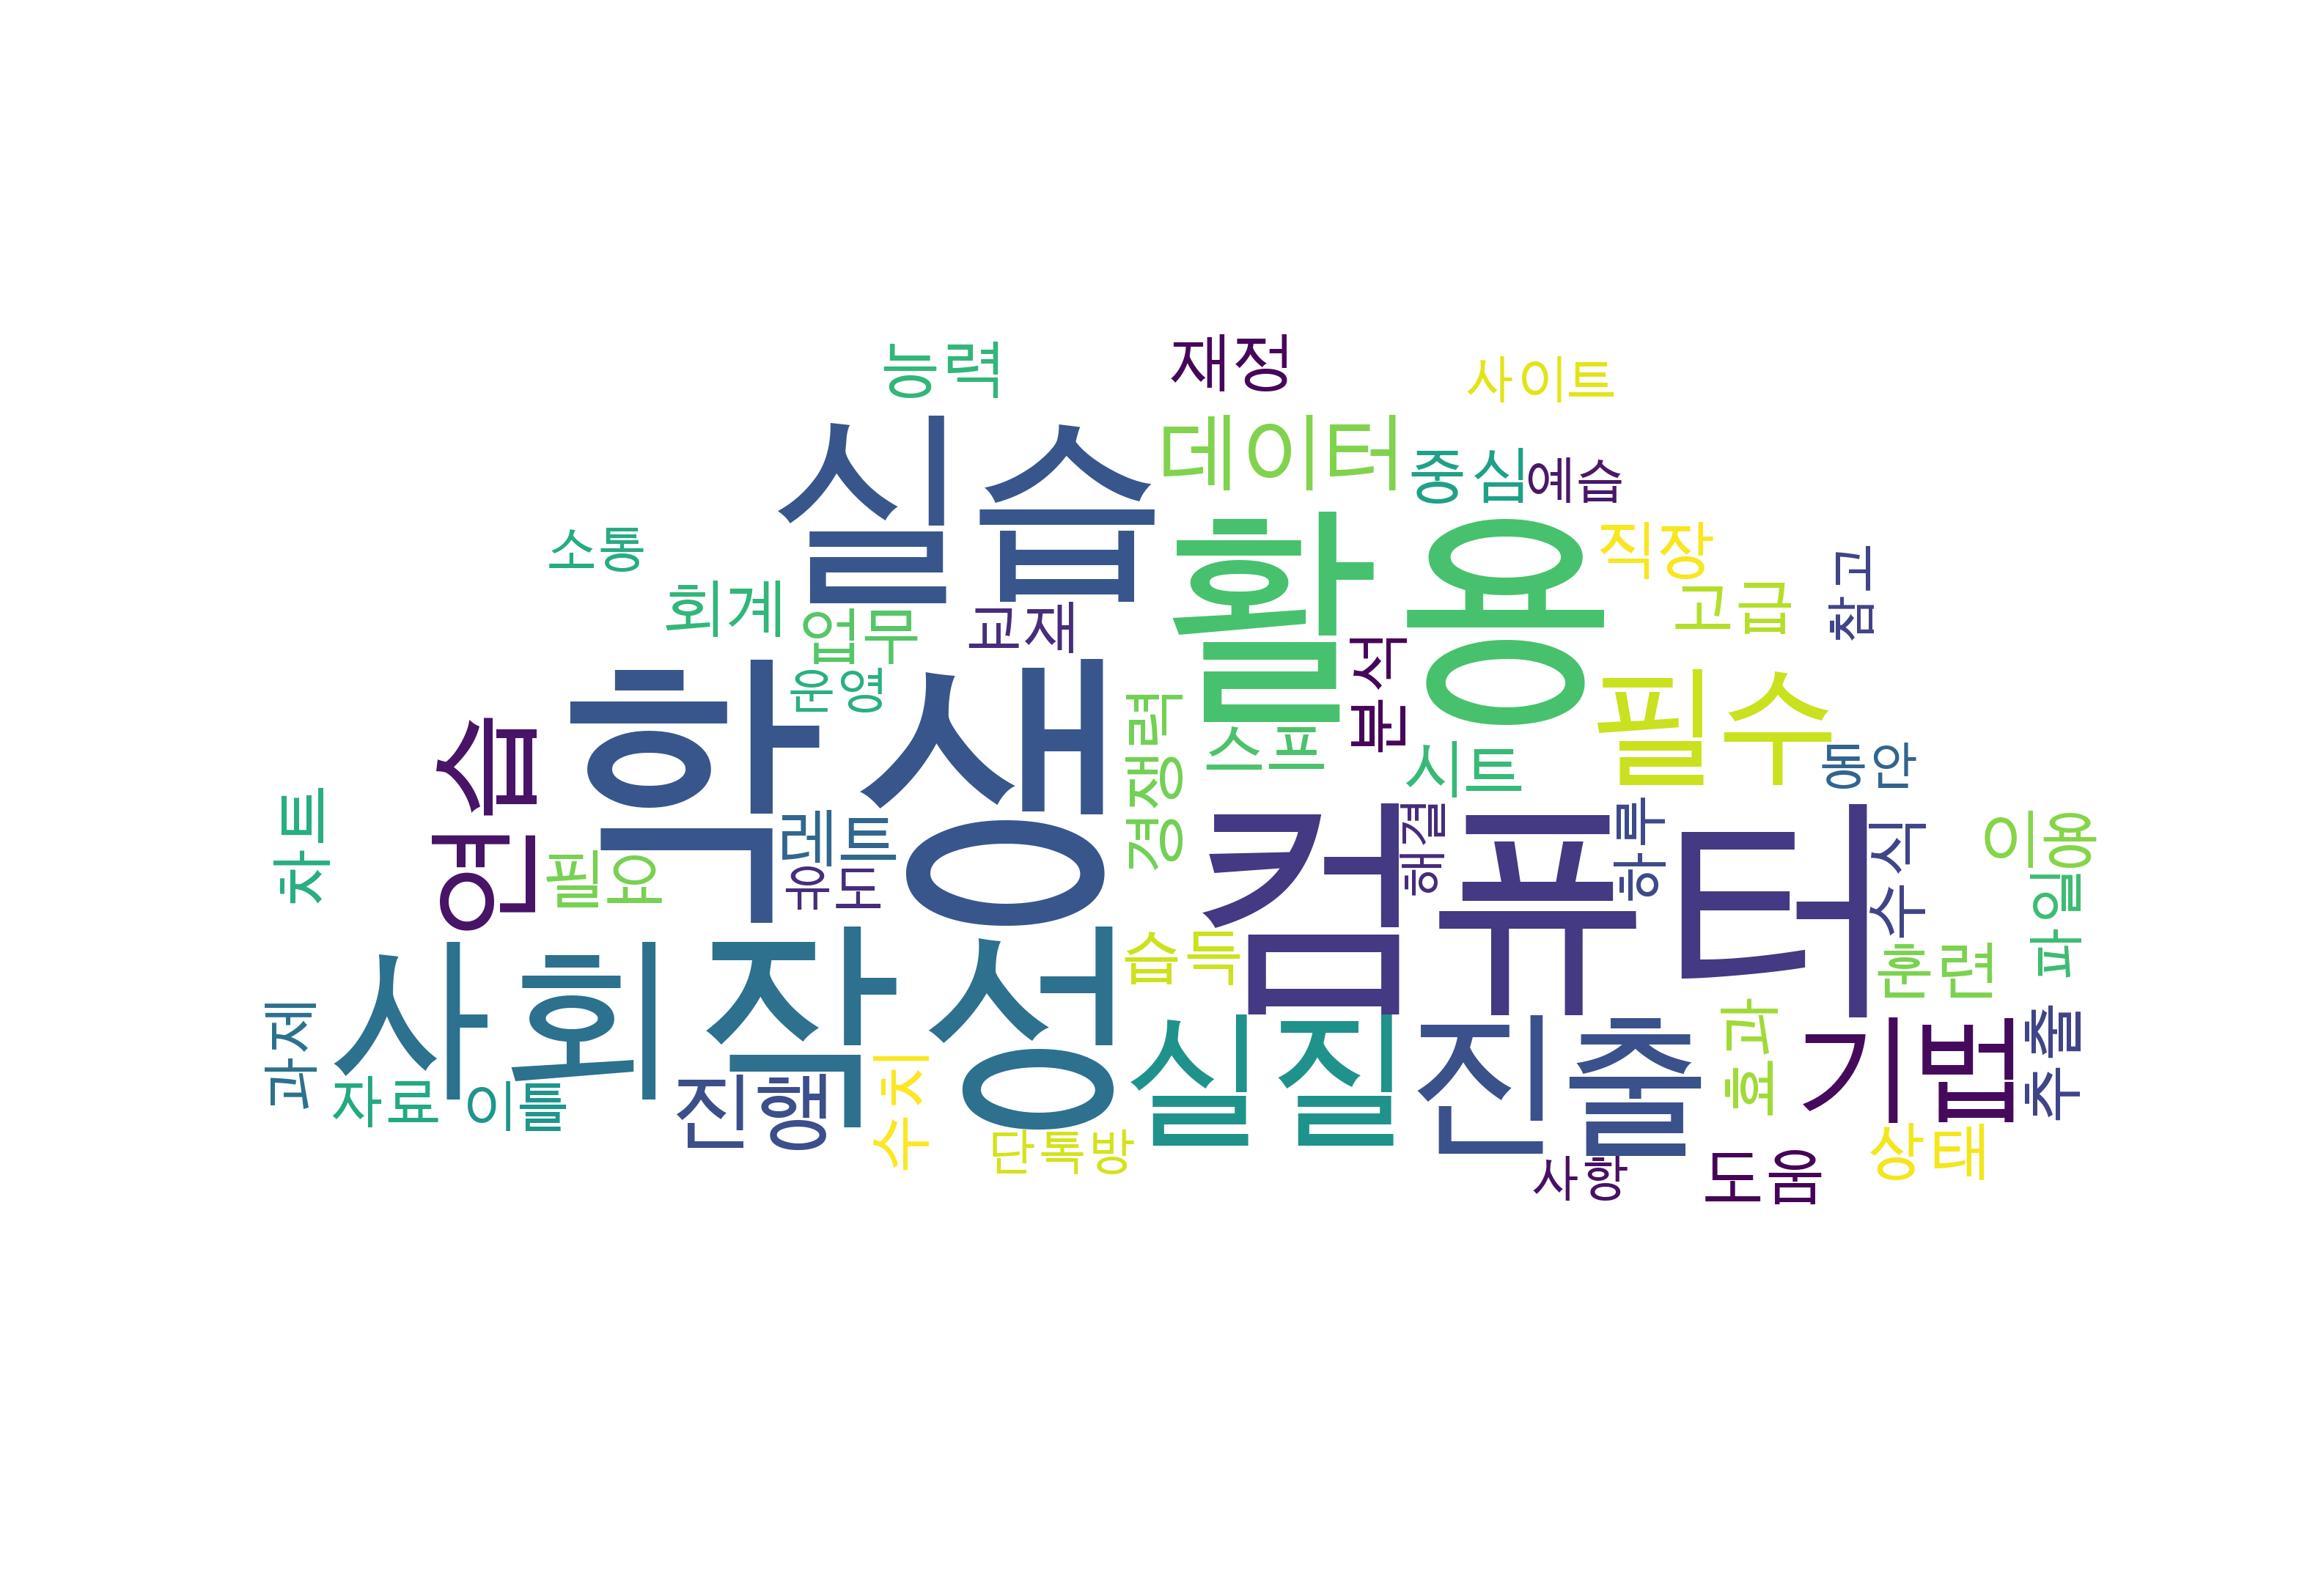 능력
재정
사이트
실습
데이터
중심
예습
소통
활용
직장
참고
회계
업무
교재
고급
학생
운영
분석
필수
경쟁력
스프
시트
동안
연습
차트
레트
필요
유도
컴퓨터
해결
방향
수식
이용
파일
사회
작성
습득
훈련
과제
자료
이틀
진행
수치
단톡방
실질
진출
효과
기법
수준
사항
도움
상태